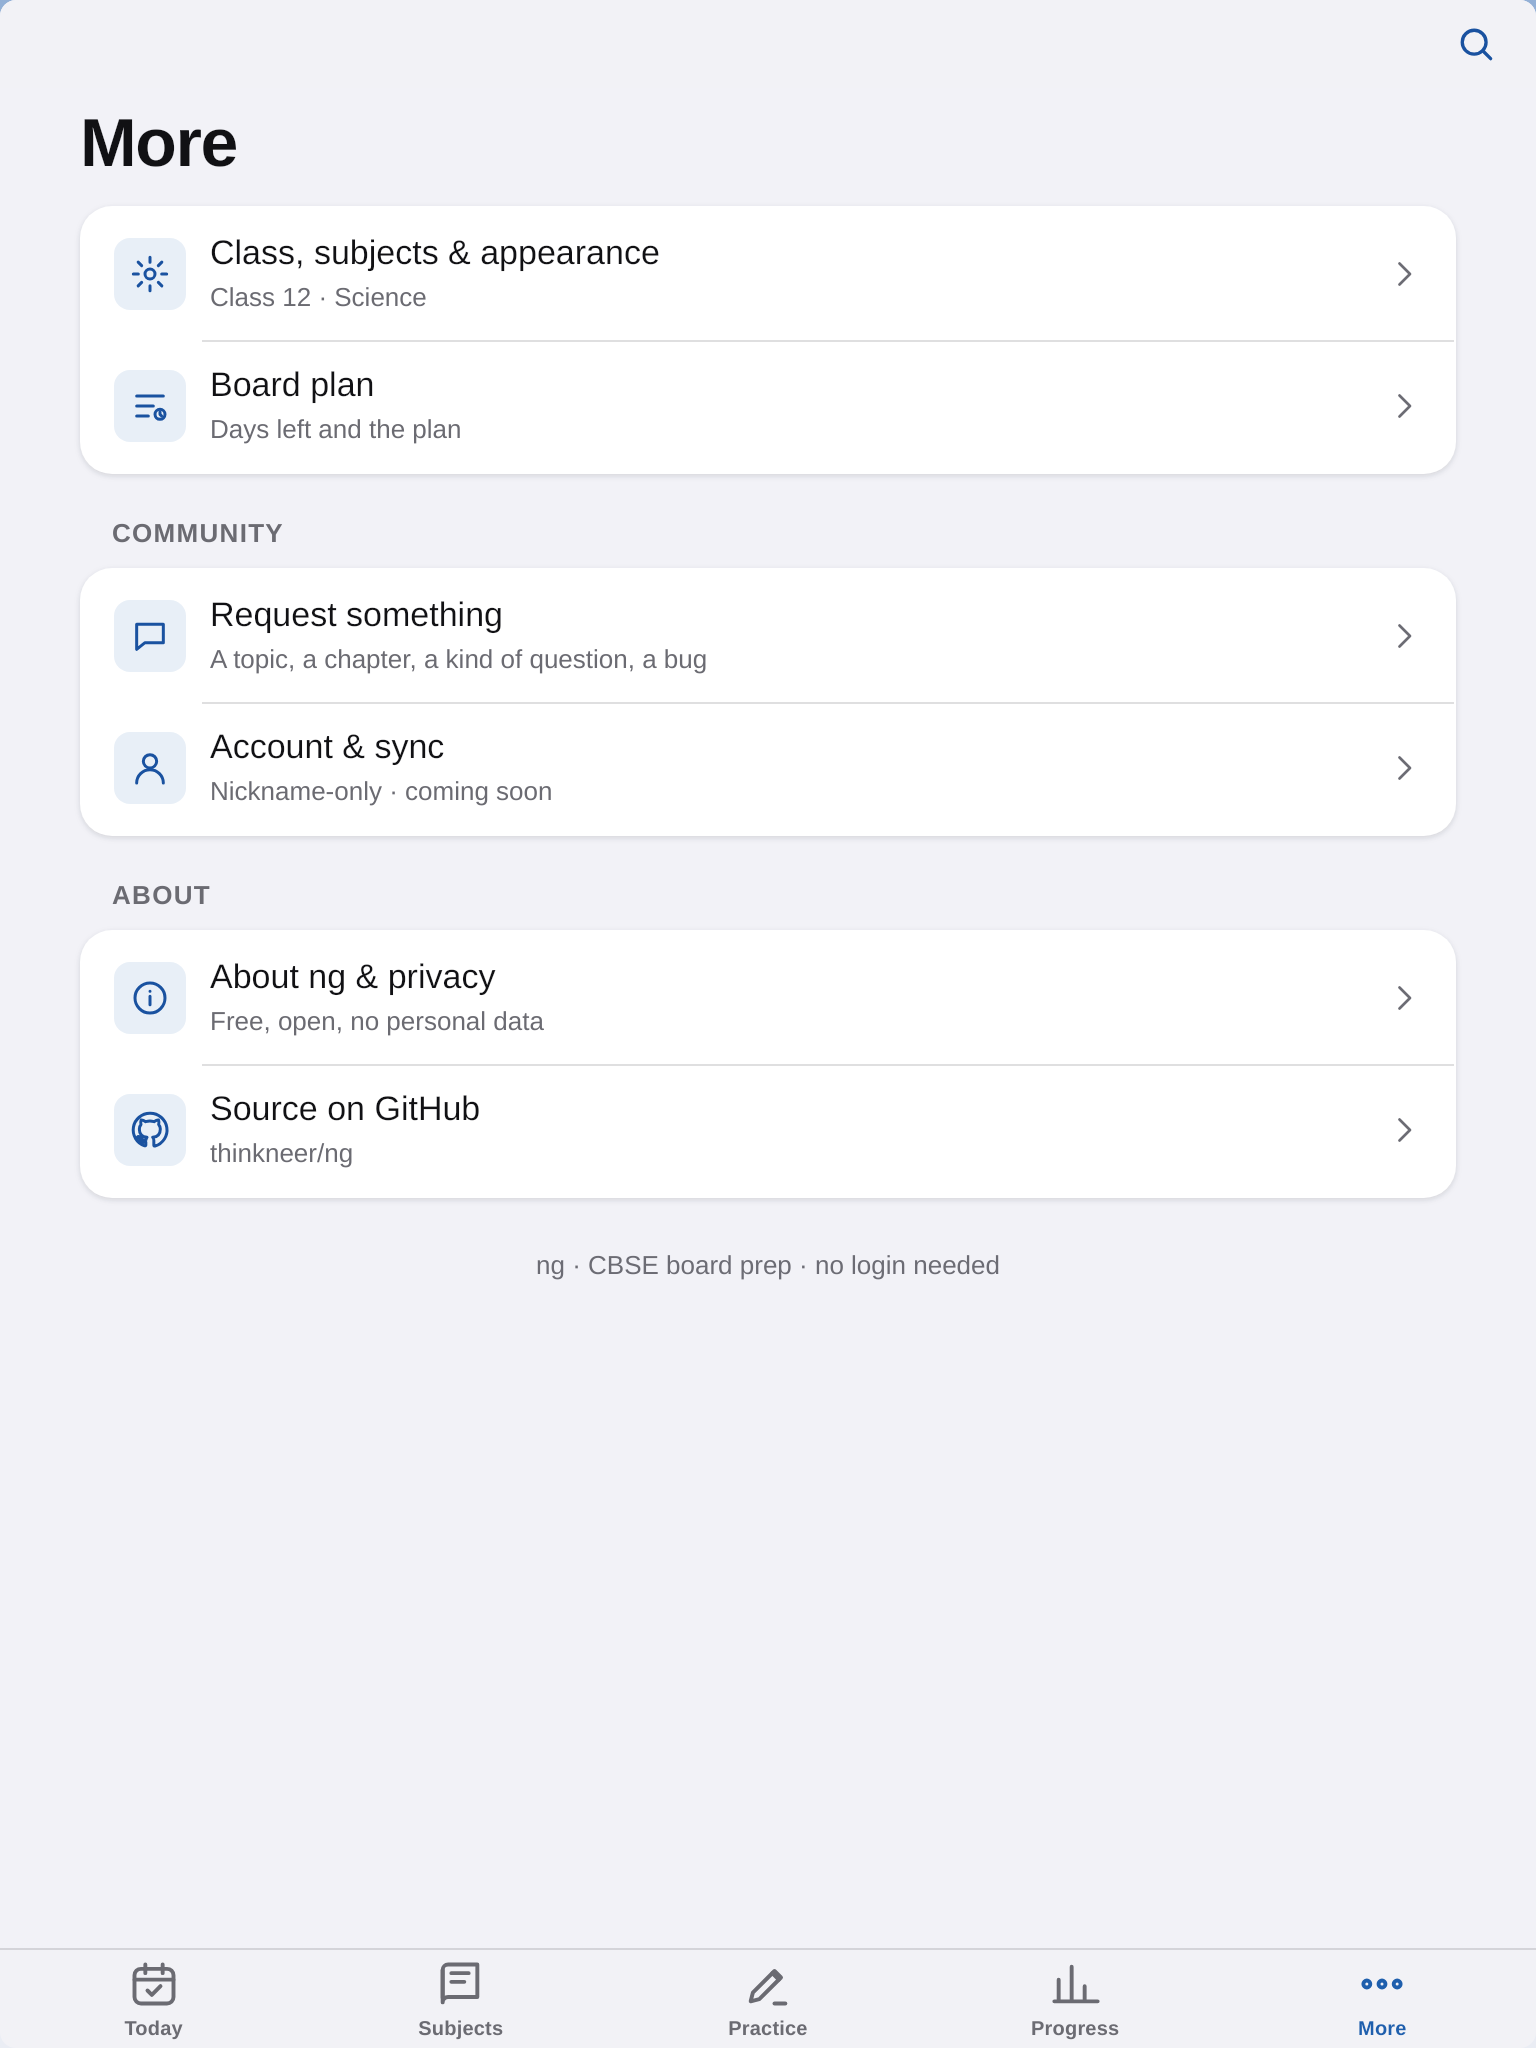 More
Class, subjects & appearance
Class 12 · Science
Board plan
Days left and the plan
COMMUNITY
Request something
A topic, a chapter, a kind of question, a bug
Account & sync
Nickname-only · coming soon
ABOUT
About ng & privacy
Free, open, no personal data
Source on GitHub
thinkneer/ng
ng · CBSE board prep · no login needed
Today
Subjects
Practice
Progress
More